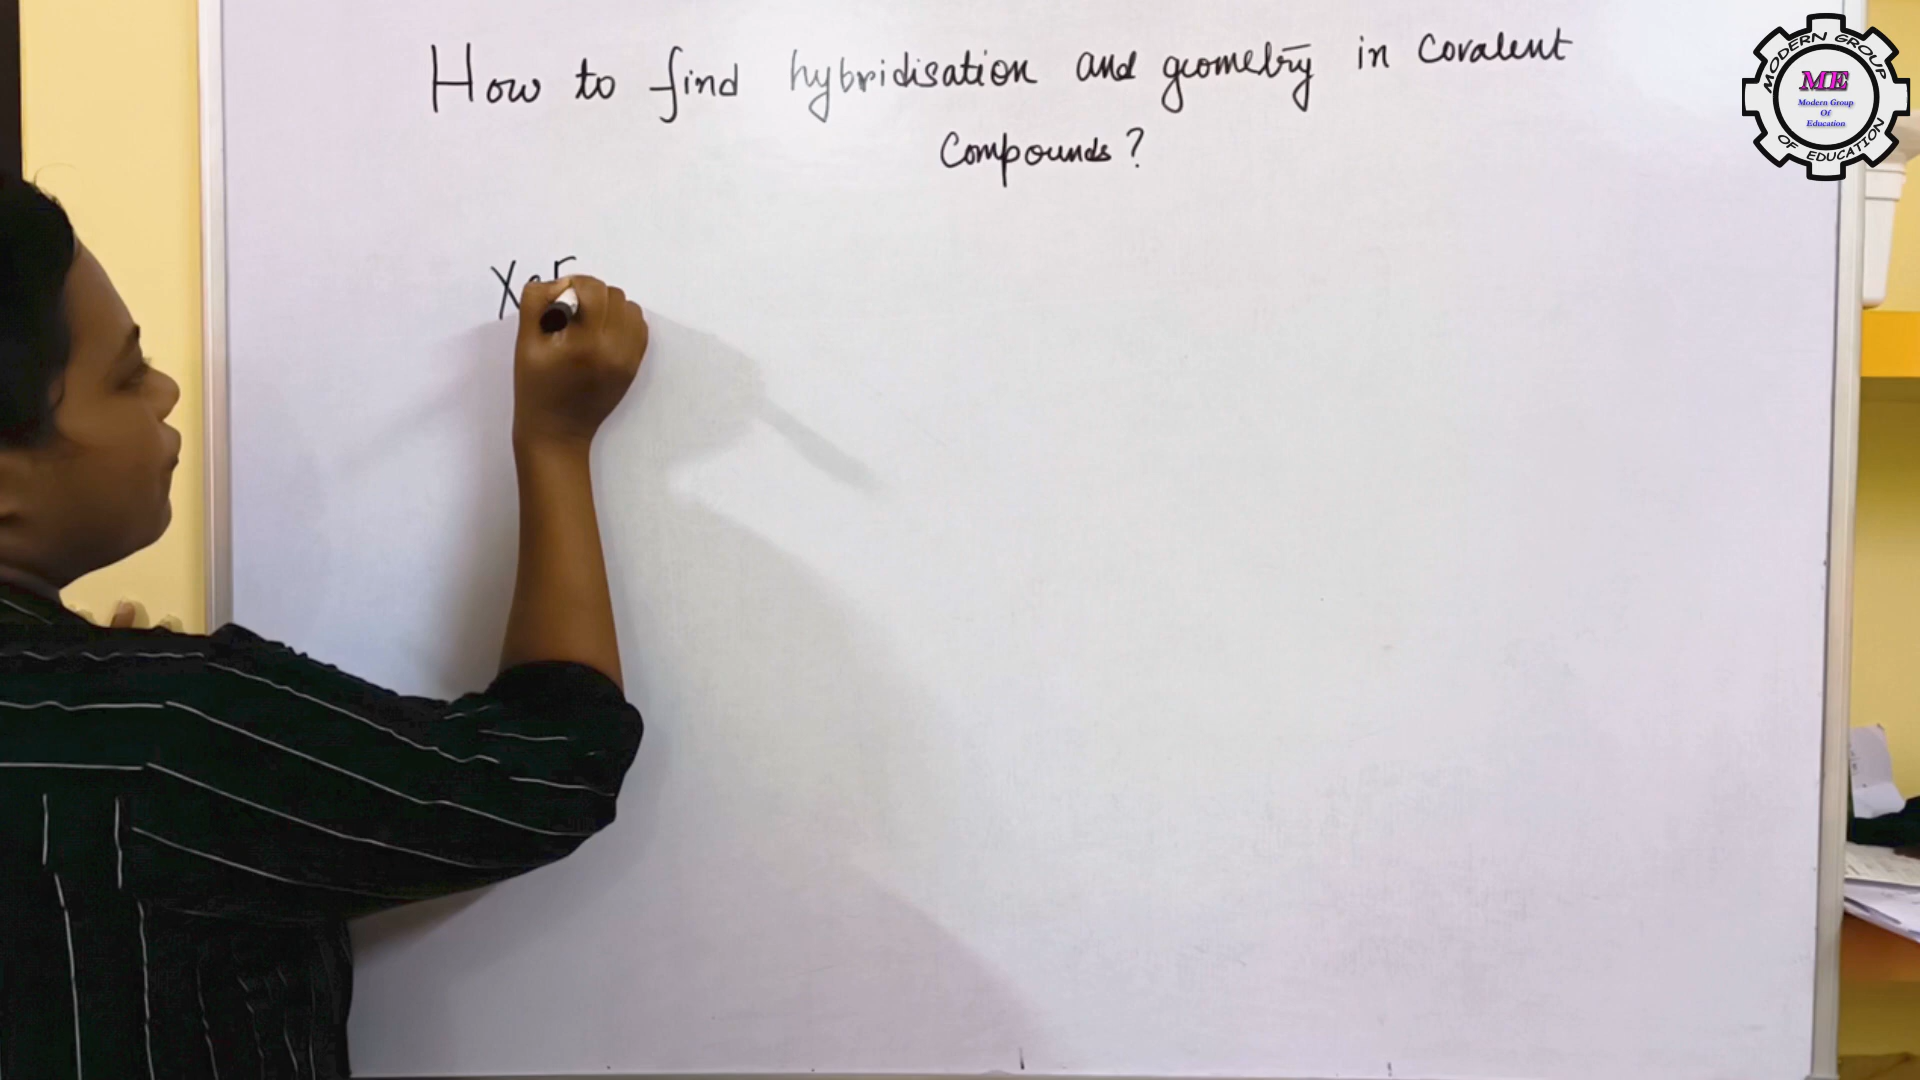 How to find hybridisation and geometry in Covalent
Compounds?
MODERN GROUP
ME
Modern Group
Of
Education
OF EDUCATION